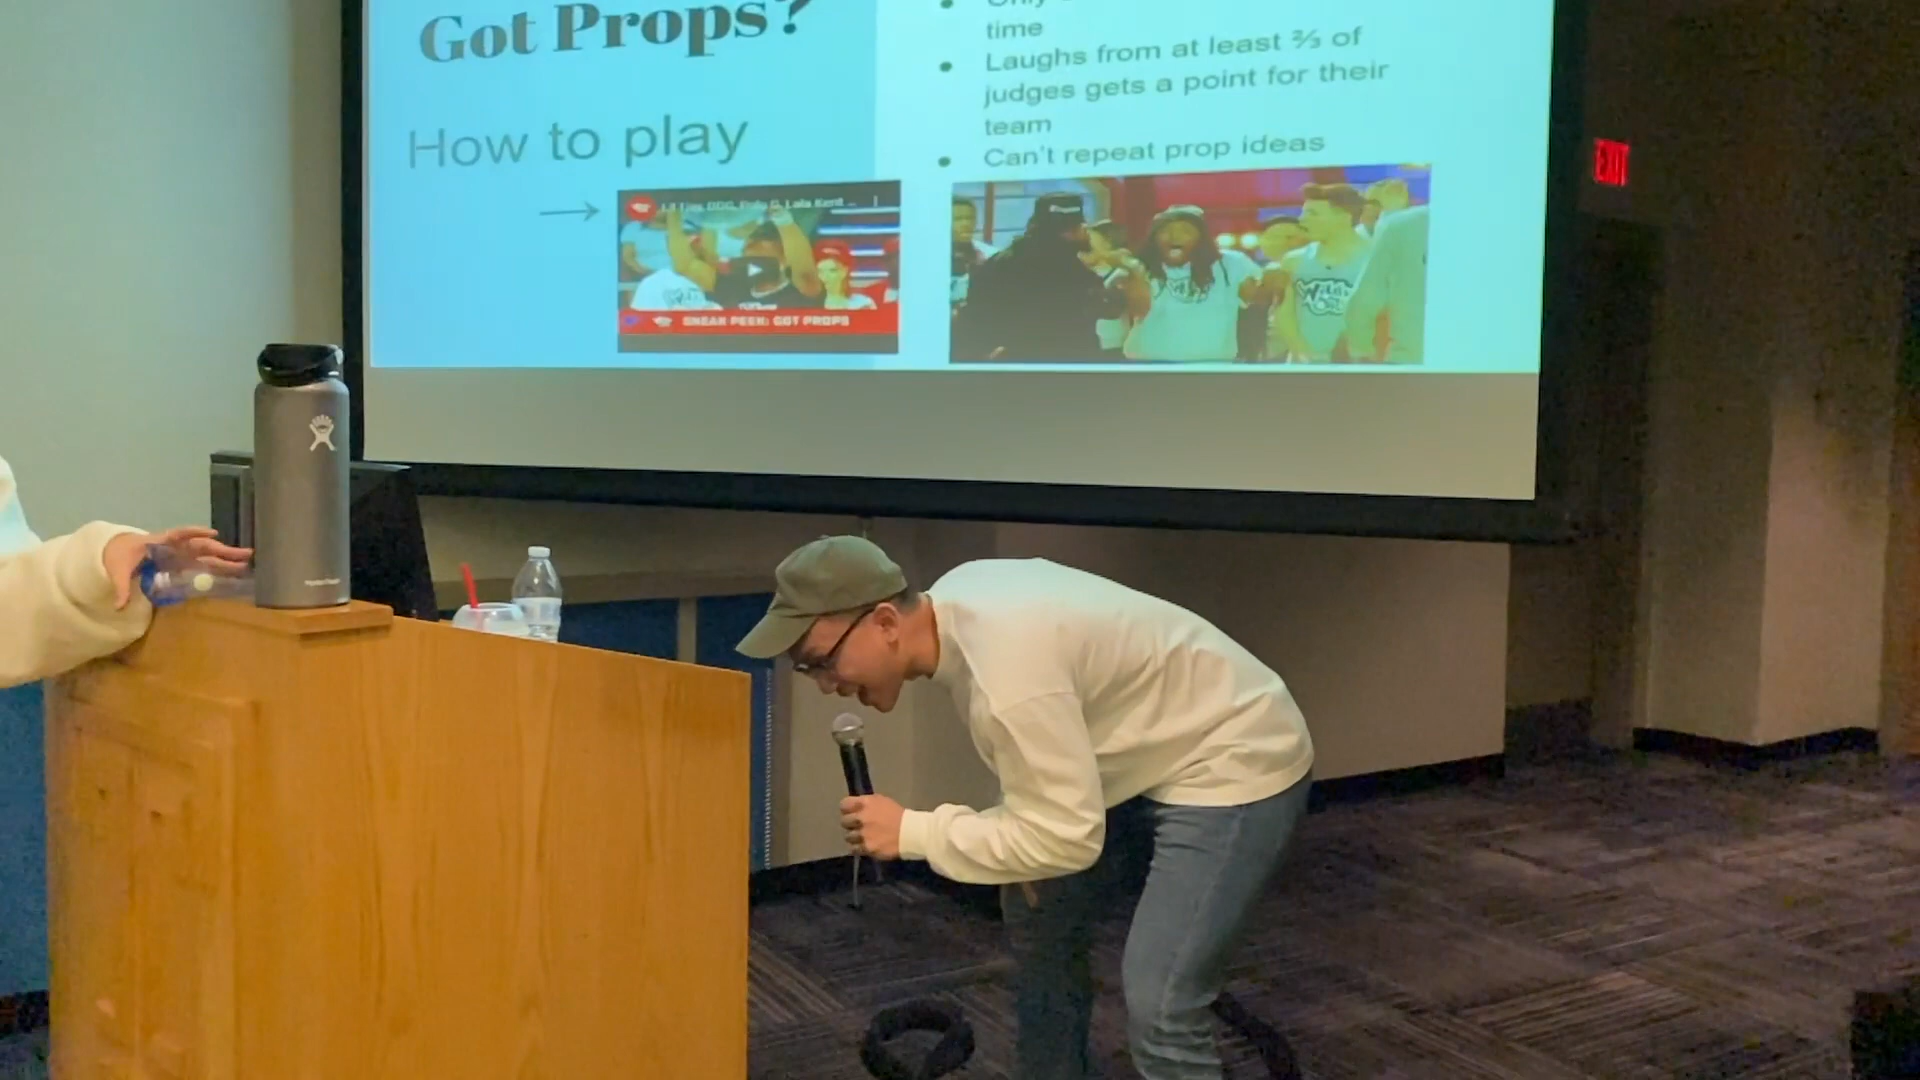 Got Props?
How to play
time
Laughs from at least ⅔ of
judges gets a point for their
team
Can't repeat prop ideas
SNEAK PEEK: GOT PROPS
EXIT